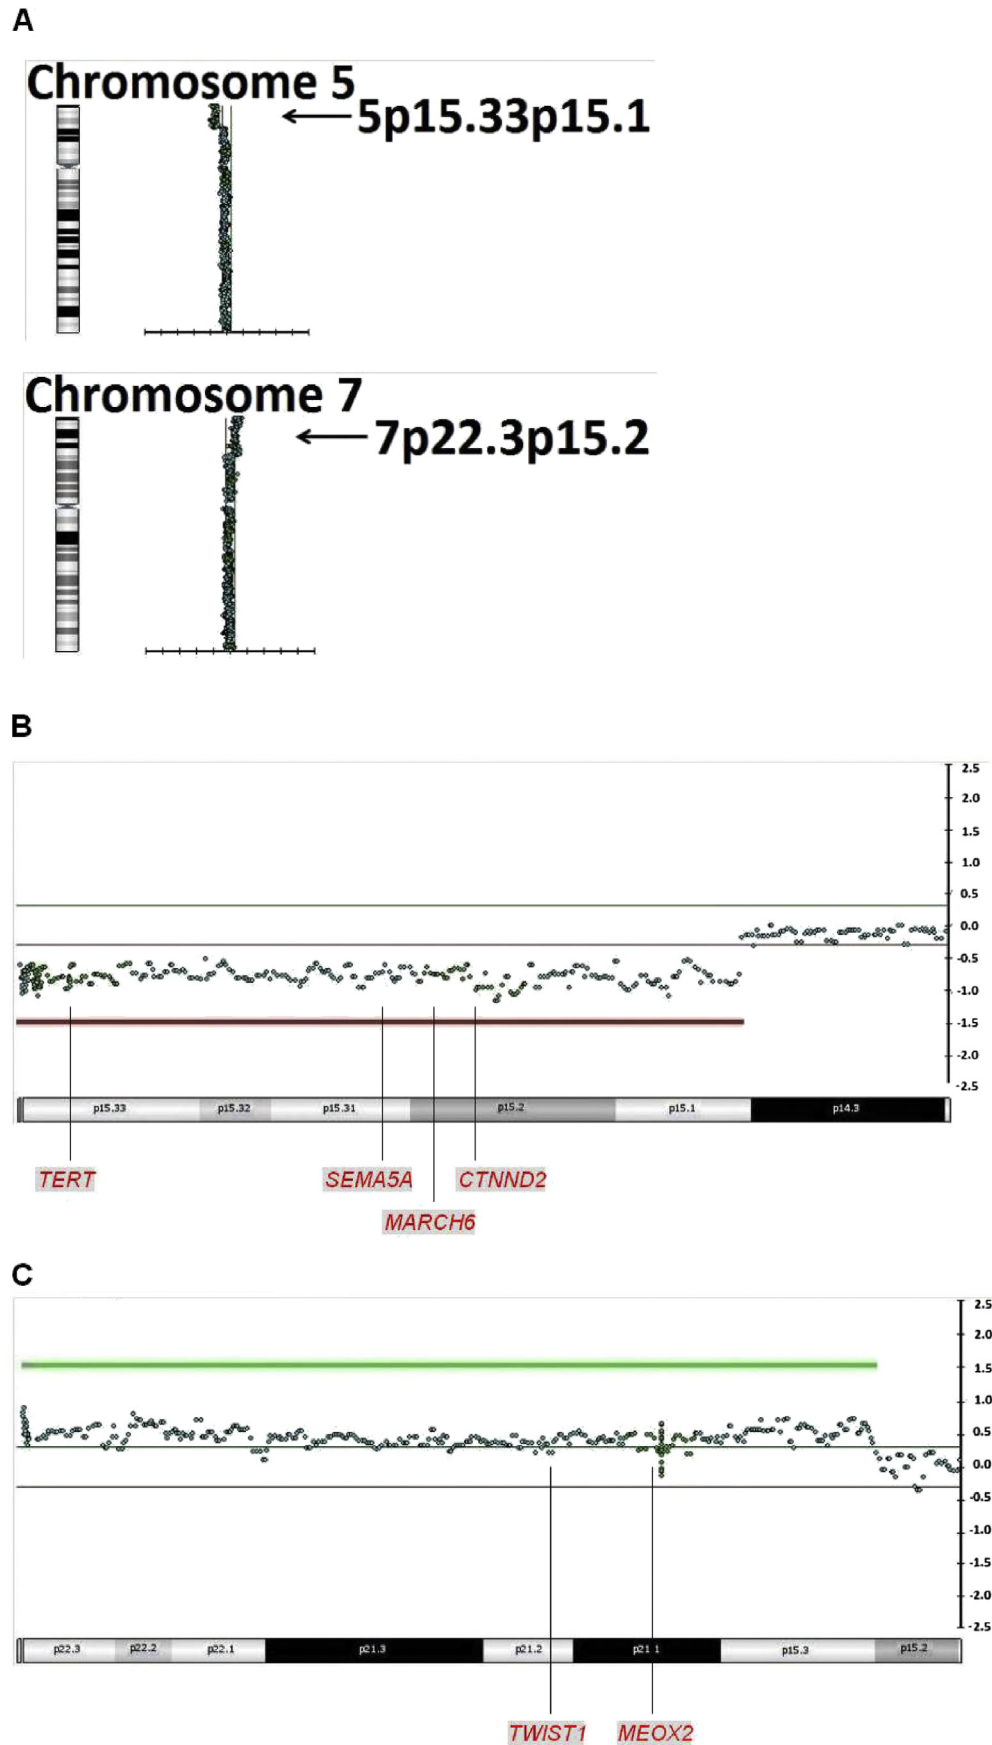 A
Chromosome 5
5p15.33p15.1
Chromosome 7
7p22.3p15.2
B
2.5
2.0
1.5
1.0
0.5
0.0
-0.5
-1.0
-1.5
-2.0
-2.5
p15.33 p15.32 p15.31 p15.2 p15.1 p14.3
TERT SEMA5A CTNND2
MARCH6
C
2.5
2.0
1.5
1.0
0.5
0.0
-0.5
-1.0
-1.5
-2.0
-2.5
p22.3 p22.2 p22.1 p21.3 p21.2 p21 1 p15.3 p15.2
TWIST1 MEOX2